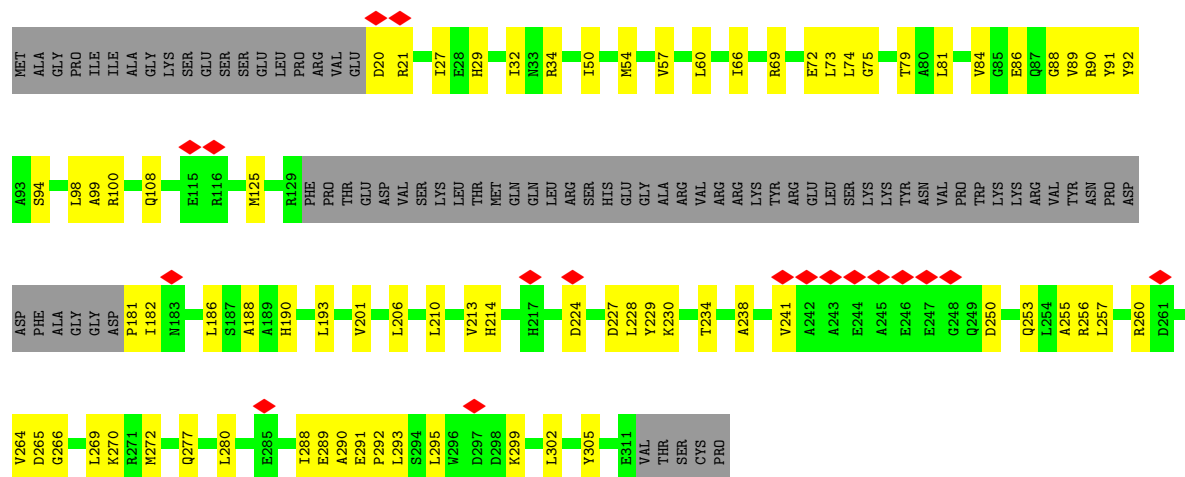 MET ALA GLY PRO ILE ILE ALA GLY LYS SER GLU SER SER GLU LEU PRO ARG VAL GLU D20 R21 I27 E28 H29 I32 N33 R34 I50 M54 V57 L60 I66 R69 E72 L73 L74 G75 T79 A80 L81 V84 G85 E86 Q87 G88 V89 R90 Y91 Y92
A93 S94 L98 A99 R100 Q108 E115 R116 M125 R129 PHE PRO THR GLU ASP VAL SER LYS LEU THR MET GLN GLN LEU ARG SER HIS GLU GLY ALA ARG VAL ARG ARG LYS TYR ARG GLU LEU SER LYS LYS TYR ASN VAL PRO TRP LYS LYS ARG VAL TYR ASN PRO ASP
ASP PHE ALA GLY GLY ASP P181 I182 N183 L186 S187 A188 A189 H190 L193 V201 L206 L210 V213 H214 H217 D224 D227 L228 Y229 K230 T234 A238 V241 A242 A243 E244 A245 E246 E247 G248 Q249 D250 Q253 L254 A255 R256 L257 R260 D261
V264 D265 G266 L269 K270 R271 M272 Q277 L280 E285 I288 E289 A290 E291 P292 L293 S294 L295 W296 D297 D298 K299 L302 Y305 E311 VAL THR SER CYS PRO